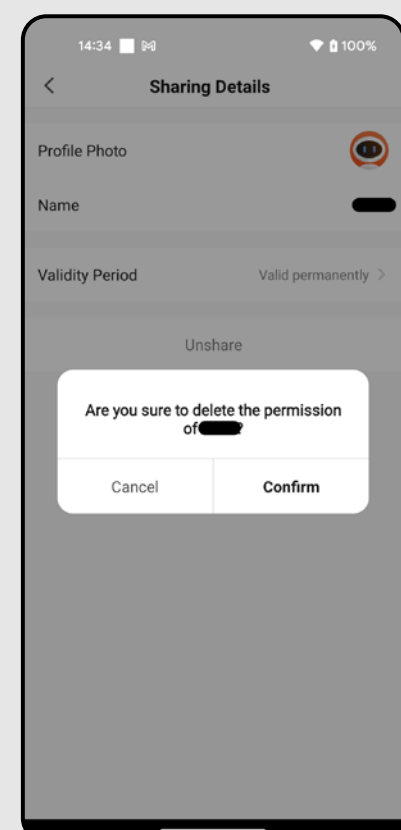 14:34 100%
Sharing Details
Profile Photo
Name
Validity Period Valid permanently >
Unshare
Are you sure to delete the permission
of ?
Cancel Confirm